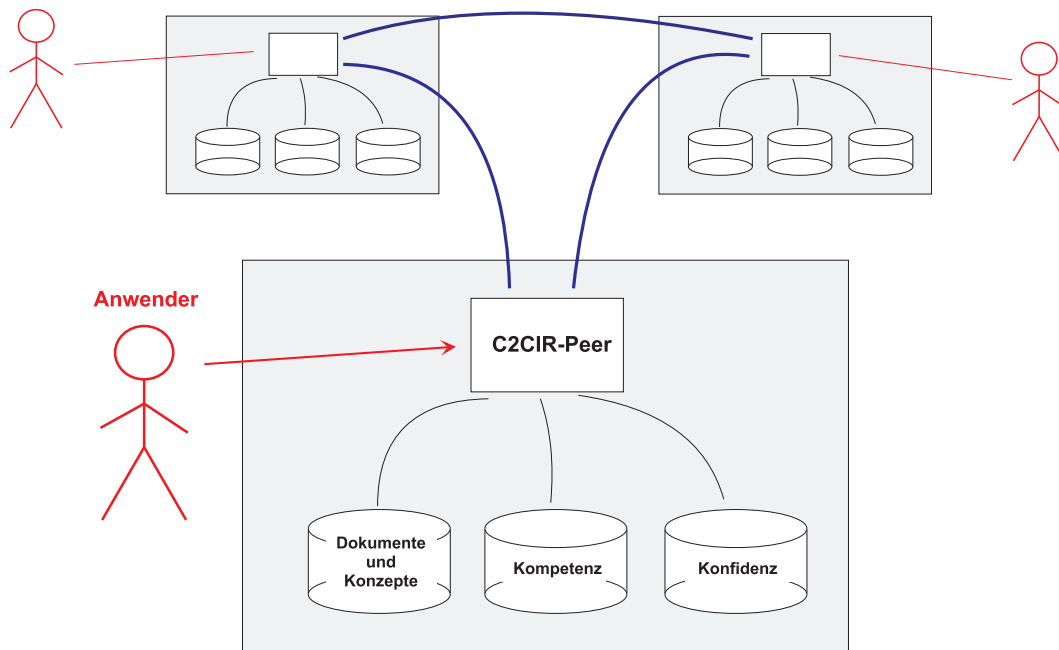 Anwender
C2CIR-Peer
Dokumente
und
Konzepte
Kompetenz
Konfidenz